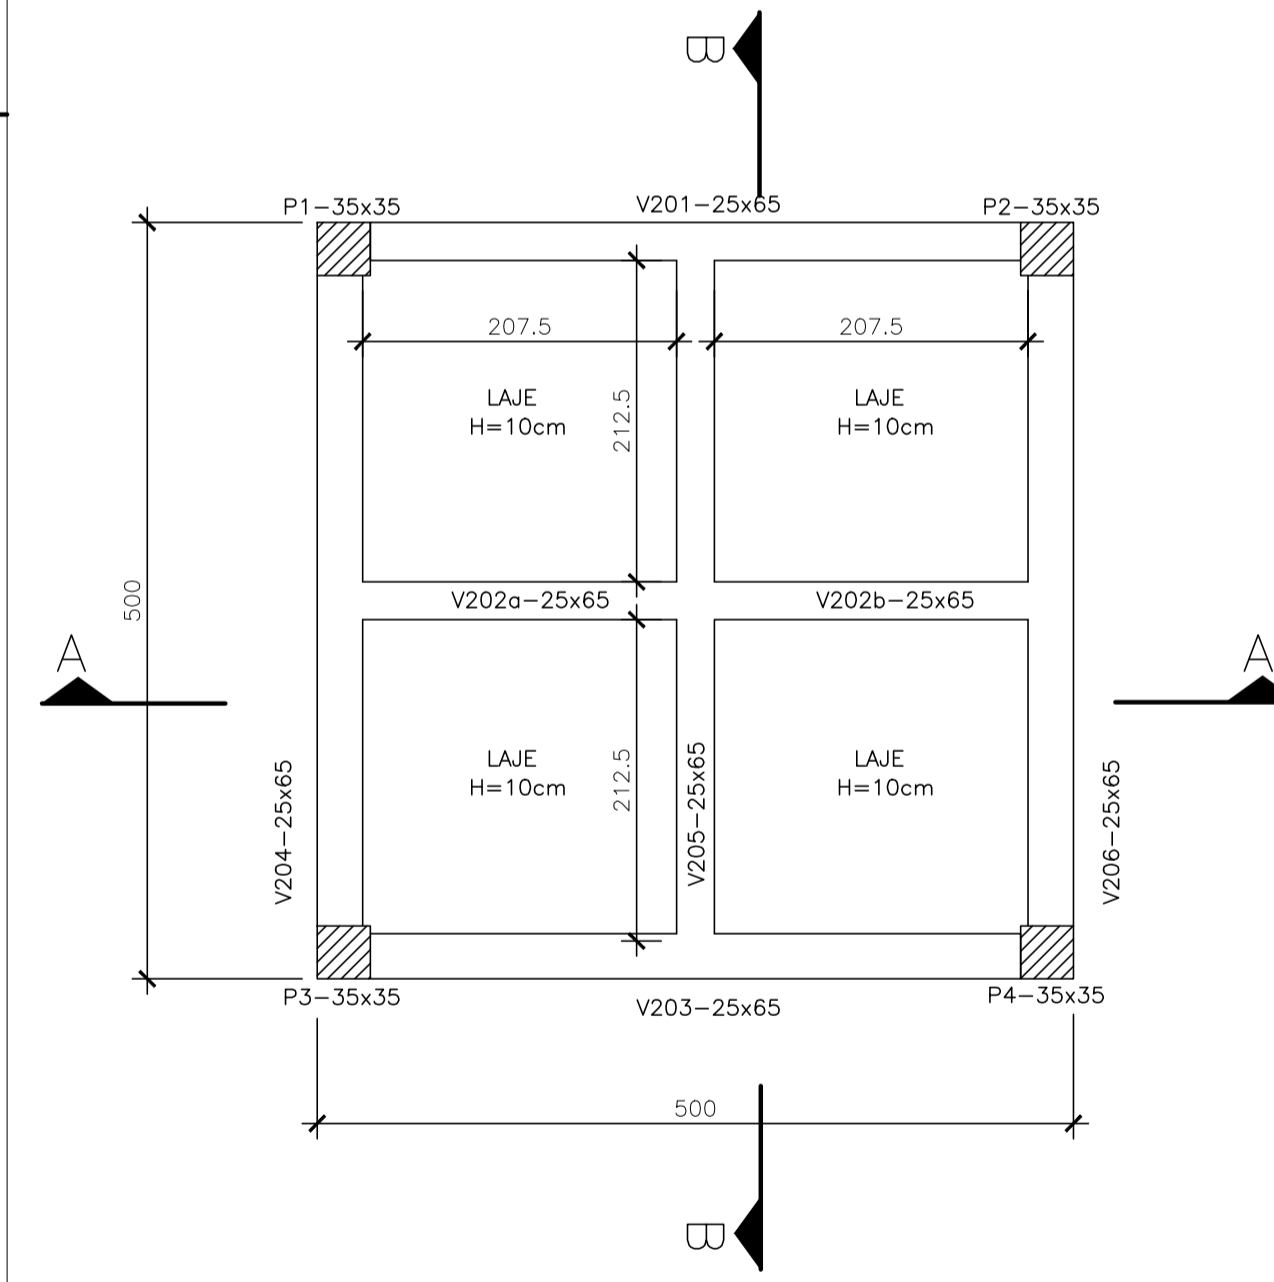 B
P1-35x35
V201-25x65
P2-35x35
207.5
207.5
LAJE
H=10cm
212.5
LAJE
H=10cm
500
V202a-25x65
V202b-25x65
A
A
LAJE
H=10cm
212.5
LAJE
H=10cm
V204-25x65
V205-25x65
V206-25x65
P3-35x35
V203-25x65
P4-35x35
500
B